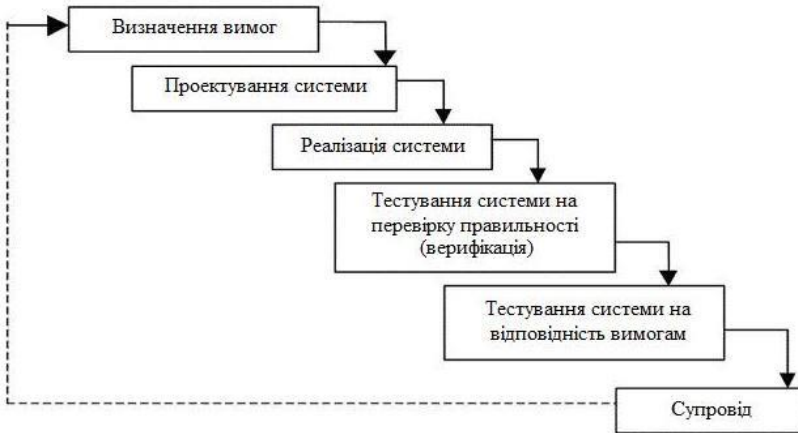 Визначення вимог
Проектування системи
Реалізація системи
Тестування системи на
перевірку правильності
(верифікація)
Тестування системи на
відповідність вимогам
Супровід